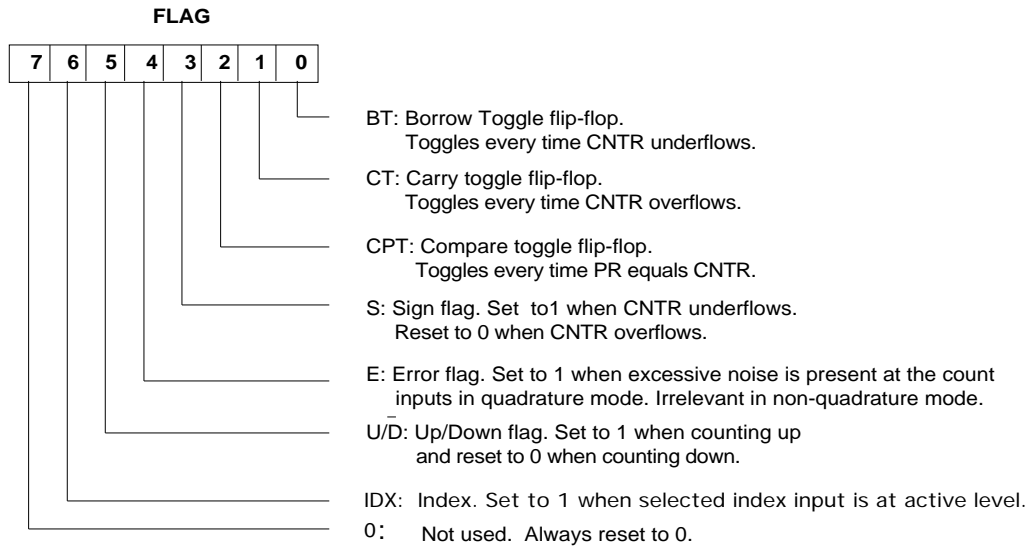 FLAG
7 6 5 4 3 2 1 0
BT: Borrow Toggle flip-flop.
Toggles every time CNTR underflows.
CT: Carry toggle flip-flop.
Toggles every time CNTR overflows.
CPT: Compare toggle flip-flop.
Toggles every time PR equals CNTR.
S: Sign flag. Set to1 when CNTR underflows.
Reset to 0 when CNTR overflows.
E: Error flag. Set to 1 when excessive noise is present at the count
inputs in quadrature mode. Irrelevant in non-quadrature mode.
U/D̅: Up/Down flag. Set to 1 when counting up
and reset to 0 when counting down.
IDX: Index. Set to 1 when selected index input is at active level.
0: Not used. Always reset to 0.